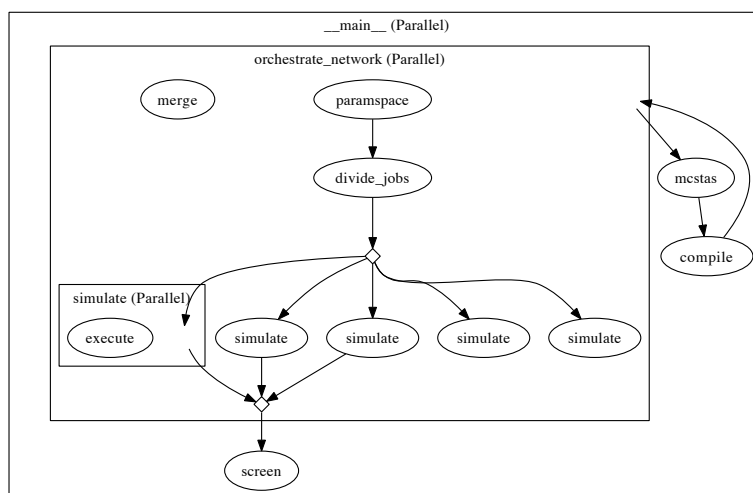 __main__ (Parallel)
orchestrate_network (Parallel)
merge
paramspace
divide_jobs
mcstas
compile
simulate (Parallel)
execute
simulate
simulate
simulate
simulate
screen